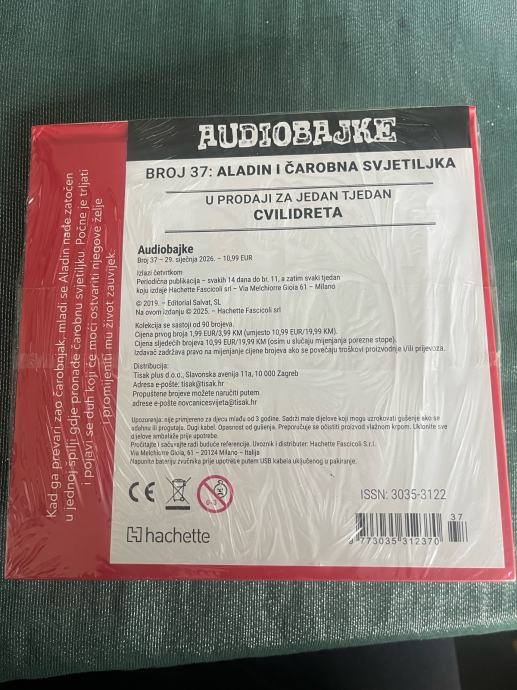 AUDIOBAJKE
BROJ 37: ALADIN I ČAROBNA SVJETILJKA
U PRODAJI ZA JEDAN TJEDAN
CVILIDRETA
Audiobajke
Broj 37 – 29. siječnja 2026. – 10,99 EUR
Izlazi četvrtkom
Periodična publikacija – svakih 14 dana do br. 11, a zatim svaki tjedan
koju izdaje Hachette Fascicoli srl – Via Melchiorre Gioia 61 – Milano
© 2019. – Editorial Salvat, SL
Na ovom izdanju © 2025. – Hachette Fascicoli srl
Kolekcija se sastoji od 90 brojeva.
Cijena prvog broja 1,99 EUR/3,99 KM (umjesto 10,99 EUR/19,99 KM).
Cijena sljedećih brojeva 10,99 EUR/19,99 KM (osim u slučaju mijenjanja porezne stope).
Izdavač zadržava pravo na mijenjanje cijene brojeva ako se povećaju troškovi proizvodnje i/ili prijevoza.
Distribucija:
Tisak plus d.o.o., Slavonska avenija 11a, 10 000 Zagreb
Adresa e-pošte: tisak@tisak.hr
Propuštene brojeve možete naručiti putem
adrese e-pošte novcanicesvijeta@tisak.hr
Upozorenja: nije primjereno za djecu mlađu od 3 godine. Sadrži male dijelove koji mogu uzrokovati gušenje ako se
udahnu ili progutaju. Dugi kabel. Opasnost od gušenja. Preporučuje se očistiti proizvod vlažnom krpom. Uklonite sve
dijelove ambalaže prije upotrebe.
Pročitajte i sačuvajte radi buduće reference. Uvoznik i distributer: Hachette Fascicoli S.r.l.
Via Melchiorre Gioia, 61 – 20124 Milano – Italija
Napunite bateriju zvučnika prije upotrebe putem USB kabela uključenog u pakiranje.
CE
0-3
ISSN: 3035-3122
37
9 773035 312370
hachette
Kad ga prevari zao čarobnjak, mladi se Aladin nađe zatočen
u jednoj špilji gdje pronađe čarobnu svjetiljku. Počne je trljati
i pojavi se duh koji će moći ostvariti njegove želje
i promijeniti mu život zauvijek.